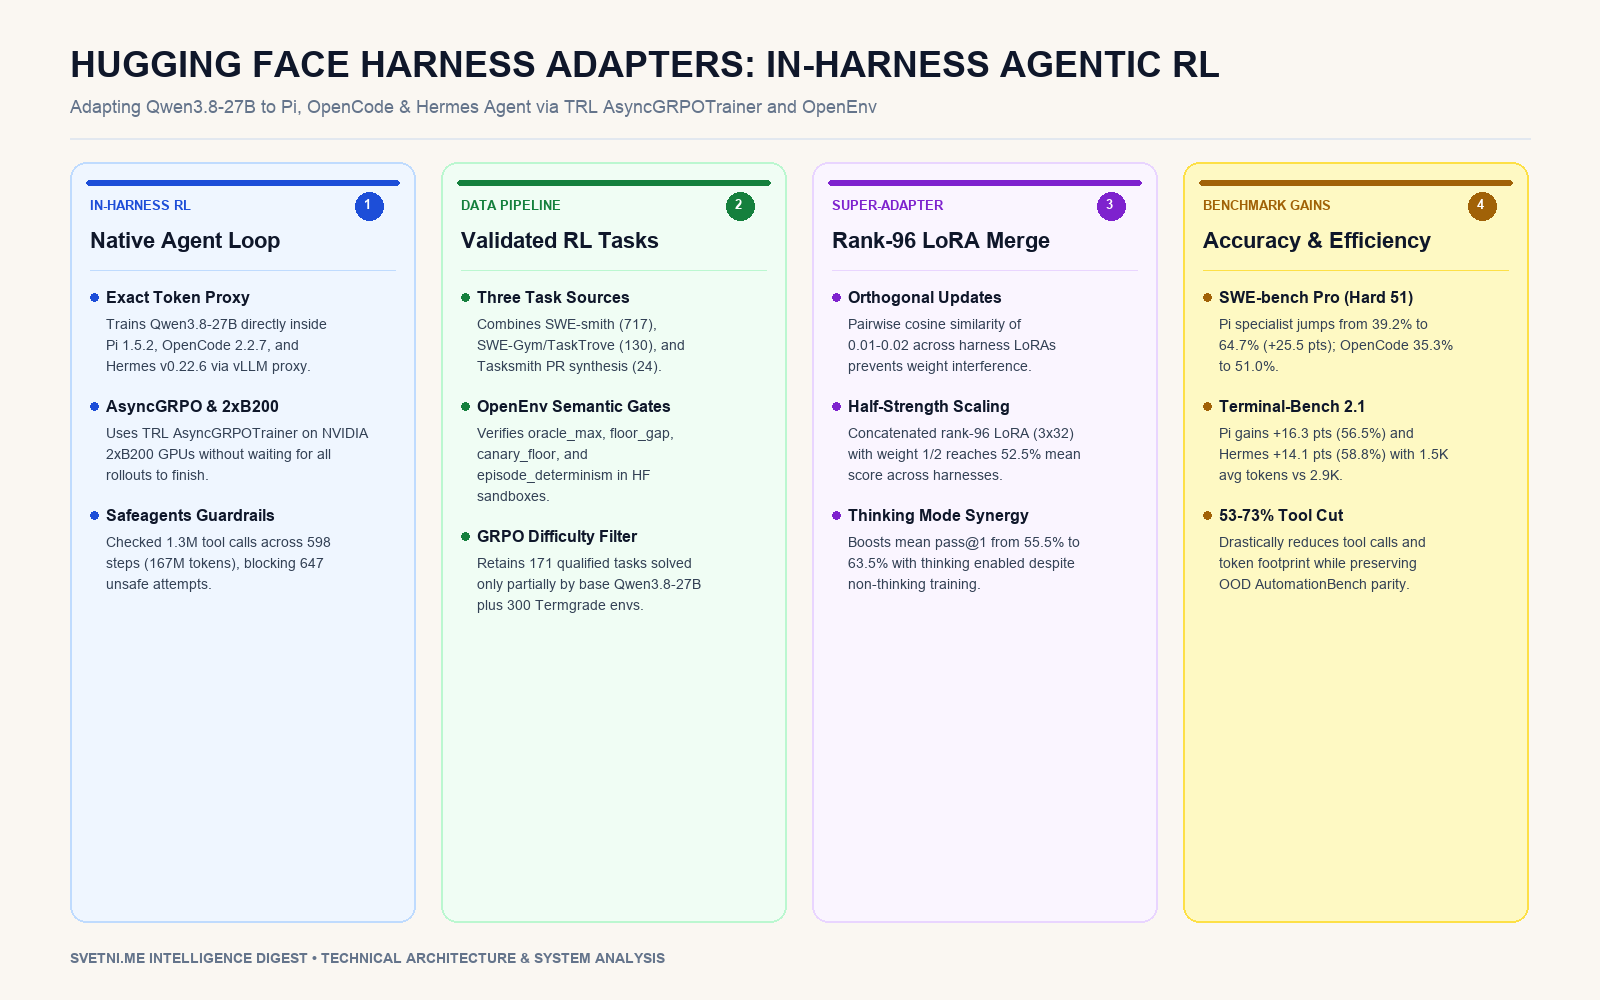 HUGGING FACE HARNESS ADAPTERS: IN-HARNESS AGENTIC RL
Adapting Qwen3.8-27B to Pi, OpenCode & Hermes Agent via TRL AsyncGRPOTrainer and OpenEnv
IN-HARNESS RL
1
Native Agent Loop
Exact Token Proxy
Trains Qwen3.8-27B directly inside
Pi 1.5.2, OpenCode 2.2.7, and
Hermes v0.22.6 via vLLM proxy.
AsyncGRPO & 2xB200
Uses TRL AsyncGRPOTrainer on NVIDIA
2xB200 GPUs without waiting for all
rollouts to finish.
Safeagents Guardrails
Checked 1.3M tool calls across 598
steps (167M tokens), blocking 647
unsafe attempts.
DATA PIPELINE
2
Validated RL Tasks
Three Task Sources
Combines SWE-smith (717),
SWE-Gym/TaskTrove (130), and
Tasksmith PR synthesis (24).
OpenEnv Semantic Gates
Verifies oracle_max, floor_gap,
canary_floor, and
episode_determinism in HF
sandboxes.
GRPO Difficulty Filter
Retains 171 qualified tasks solved
only partially by base Qwen3.8-27B
plus 300 Termgrade envs.
SUPER-ADAPTER
3
Rank-96 LoRA Merge
Orthogonal Updates
Pairwise cosine similarity of
0.01-0.02 across harness LoRAs
prevents weight interference.
Half-Strength Scaling
Concatenated rank-96 LoRA (3x32)
with weight 1/2 reaches 52.5% mean
score across harnesses.
Thinking Mode Synergy
Boosts mean pass@1 from 55.5% to
63.5% with thinking enabled despite
non-thinking training.
BENCHMARK GAINS
4
Accuracy & Efficiency
SWE-bench Pro (Hard 51)
Pi specialist jumps from 39.2% to
64.7% (+25.5 pts); OpenCode 35.3%
to 51.0%.
Terminal-Bench 2.1
Pi gains +16.3 pts (56.5%) and
Hermes +14.1 pts (58.8%) with 1.5K
avg tokens vs 2.9K.
53-73% Tool Cut
Drastically reduces tool calls and
token footprint while preserving
OOD AutomationBench parity.
SVETNI.ME INTELLIGENCE DIGEST • TECHNICAL ARCHITECTURE & SYSTEM ANALYSIS